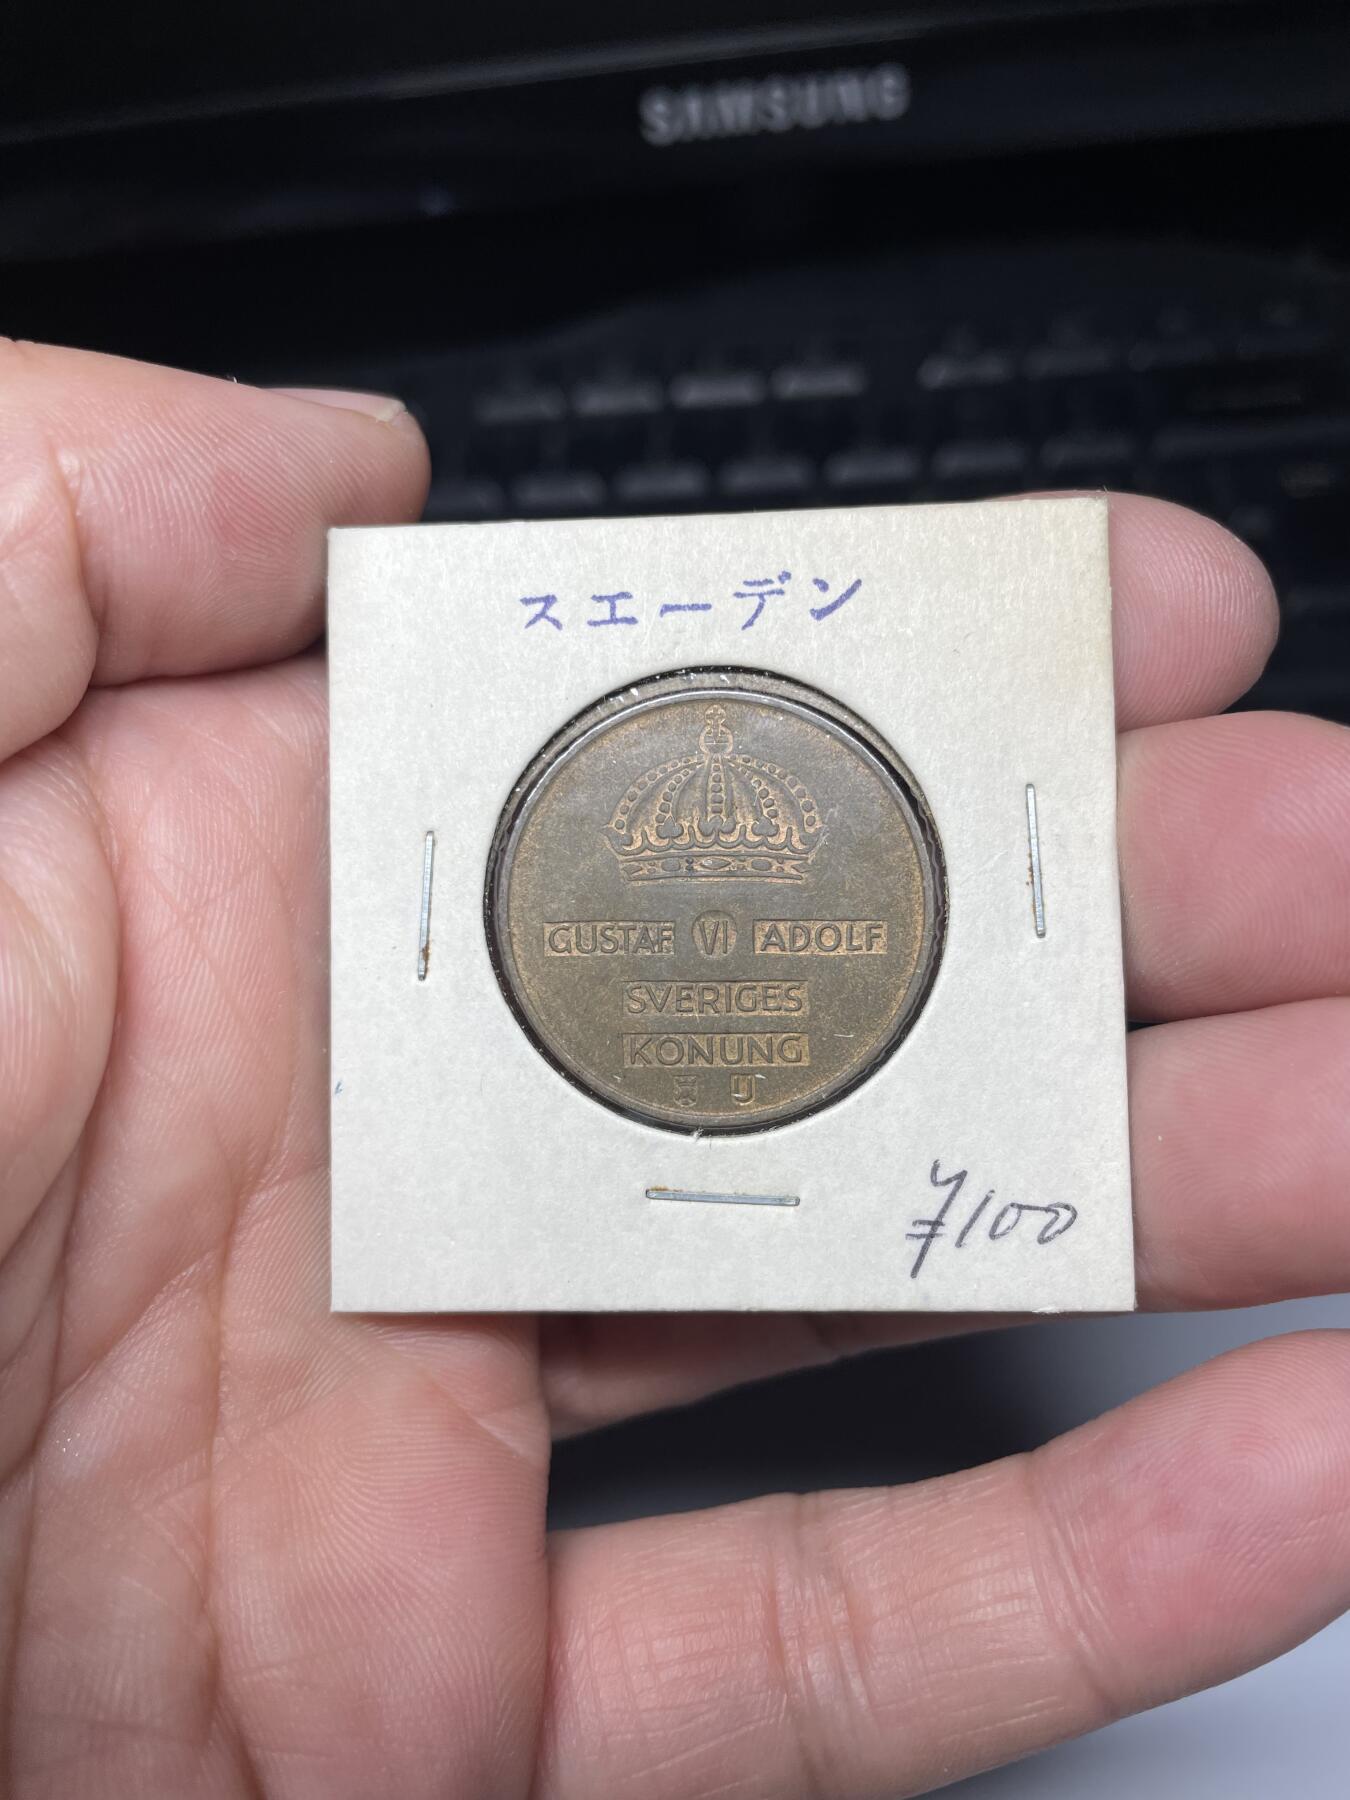 SAMSUNG
スエーデン
GUSTAF VI ADOLF
SVERIGES
KONUNG
U
¥100